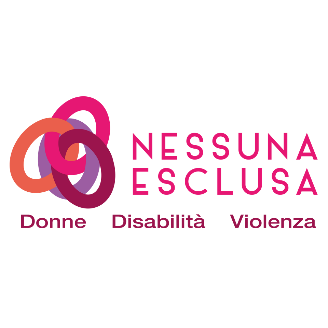 NESSUNA
ESCLUSA
Donne Disabilità Violenza